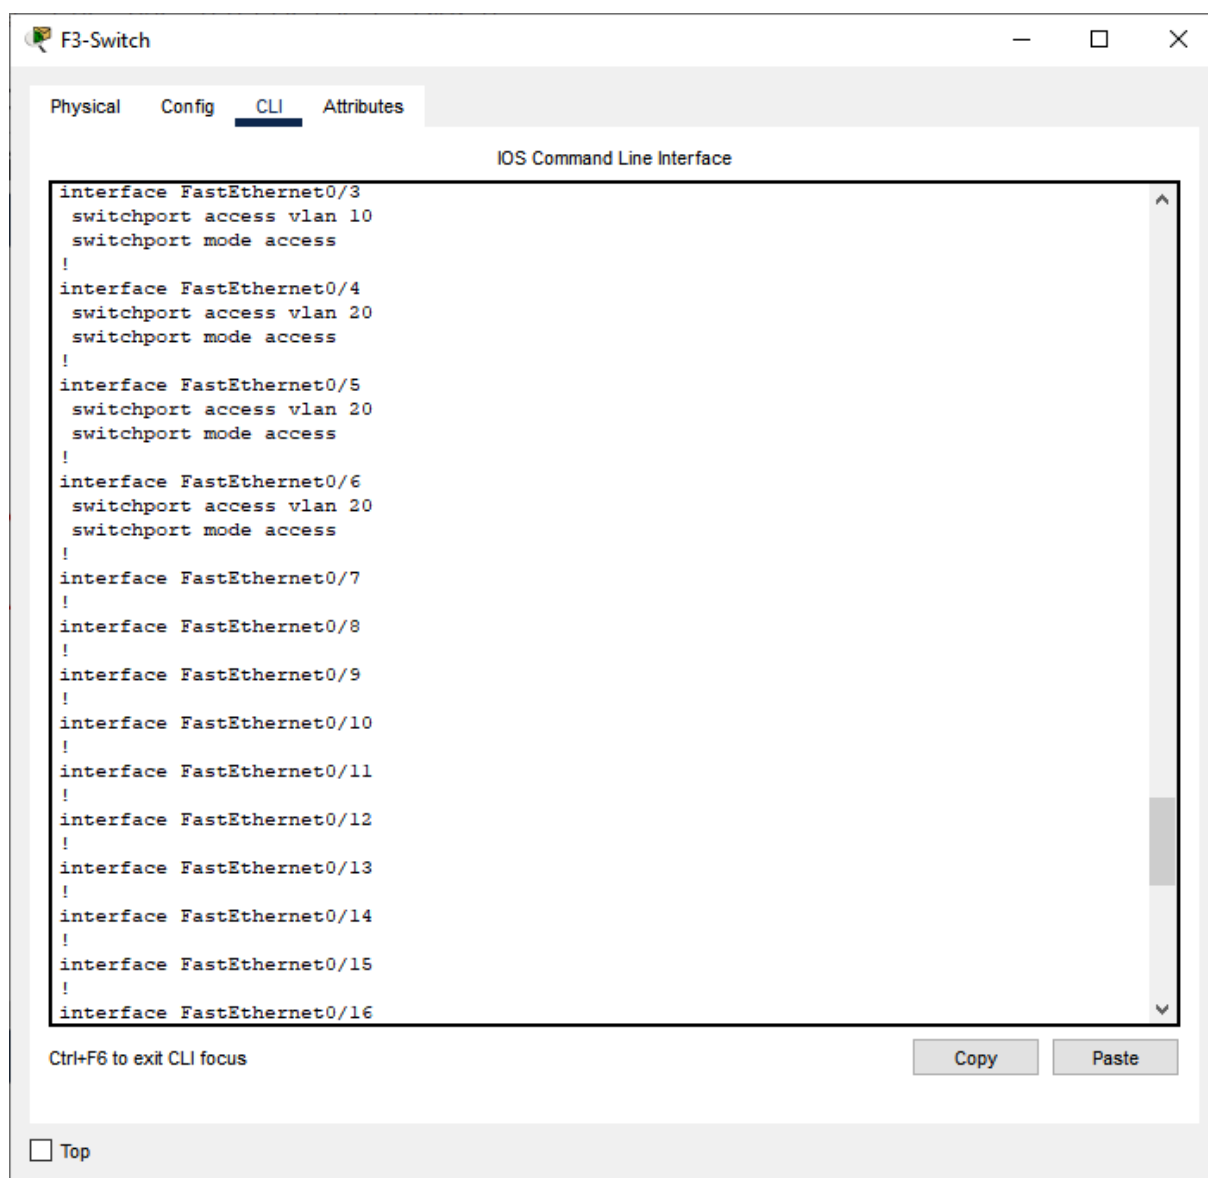 F3-Switch
Physical Config CLI Attributes
IOS Command Line Interface
interface FastEthernet0/3
 switchport access vlan 10
 switchport mode access
!
interface FastEthernet0/4
 switchport access vlan 20
 switchport mode access
!
interface FastEthernet0/5
 switchport access vlan 20
 switchport mode access
!
interface FastEthernet0/6
 switchport access vlan 20
 switchport mode access
!
interface FastEthernet0/7
!
interface FastEthernet0/8
!
interface FastEthernet0/9
!
interface FastEthernet0/10
!
interface FastEthernet0/11
!
interface FastEthernet0/12
!
interface FastEthernet0/13
!
interface FastEthernet0/14
!
interface FastEthernet0/15
!
interface FastEthernet0/16
Ctrl+F6 to exit CLI focus Copy Paste
Top